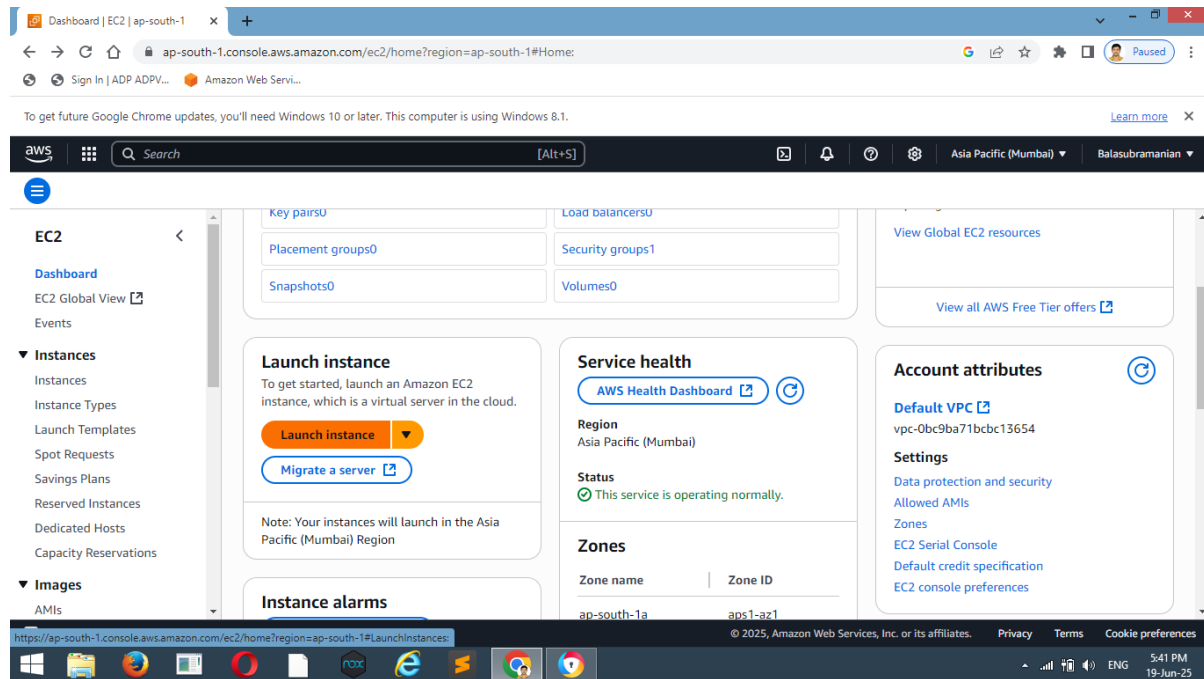 Dashboard | EC2 | ap-south-1
ap-south-1.console.aws.amazon.com/ec2/home?region=ap-south-1#Home:
Paused
Sign In | ADP ADPV...
Amazon Web Servi...
To get future Google Chrome updates, you'll need Windows 10 or later. This computer is using Windows 8.1.
Learn more
aws
Search
[Alt+S]
Asia Pacific (Mumbai)
Balasubramanian
EC2
Dashboard
EC2 Global View
Events
Instances
Instances
Instance Types
Launch Templates
Spot Requests
Savings Plans
Reserved Instances
Dedicated Hosts
Capacity Reservations
Images
AMIs
Key pairs0
Load balancers0
Placement groups0
Security groups1
Snapshots0
Volumes0
Launch instance
To get started, launch an Amazon EC2
instance, which is a virtual server in the cloud.
Launch instance
Migrate a server
Note: Your instances will launch in the Asia
Pacific (Mumbai) Region
Instance alarms
Service health
AWS Health Dashboard
Region
Asia Pacific (Mumbai)
Status
This service is operating normally.
Zones
Zone name
Zone ID
ap-south-1a
aps1-az1
View Global EC2 resources
View all AWS Free Tier offers
Account attributes
Default VPC
vpc-0bc9ba71bcbc13654
Settings
Data protection and security
Allowed AMIs
Zones
EC2 Serial Console
Default credit specification
EC2 console preferences
https://ap-south-1.console.aws.amazon.com/ec2/home?region=ap-south-1#LaunchInstances:
© 2025, Amazon Web Services, Inc. or its affiliates.
Privacy
Terms
Cookie preferences
nox
ENG
5:41 PM
19-Jun-25